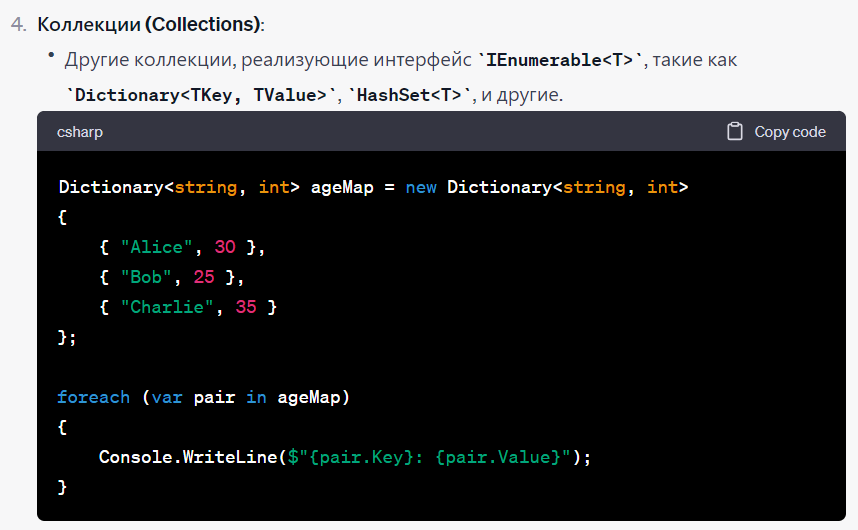 4. Коллекции (Collections):
• Другие коллекции, реализующие интерфейс `IEnumerable<T>`, такие как
`Dictionary<TKey, TValue>`, `HashSet<T>`, и другие.
csharp Copy code
Dictionary<string, int> ageMap = new Dictionary<string, int>
{
    { "Alice", 30 },
    { "Bob", 25 },
    { "Charlie", 35 }
};
foreach (var pair in ageMap)
{
    Console.WriteLine($"{pair.Key}: {pair.Value}");
}